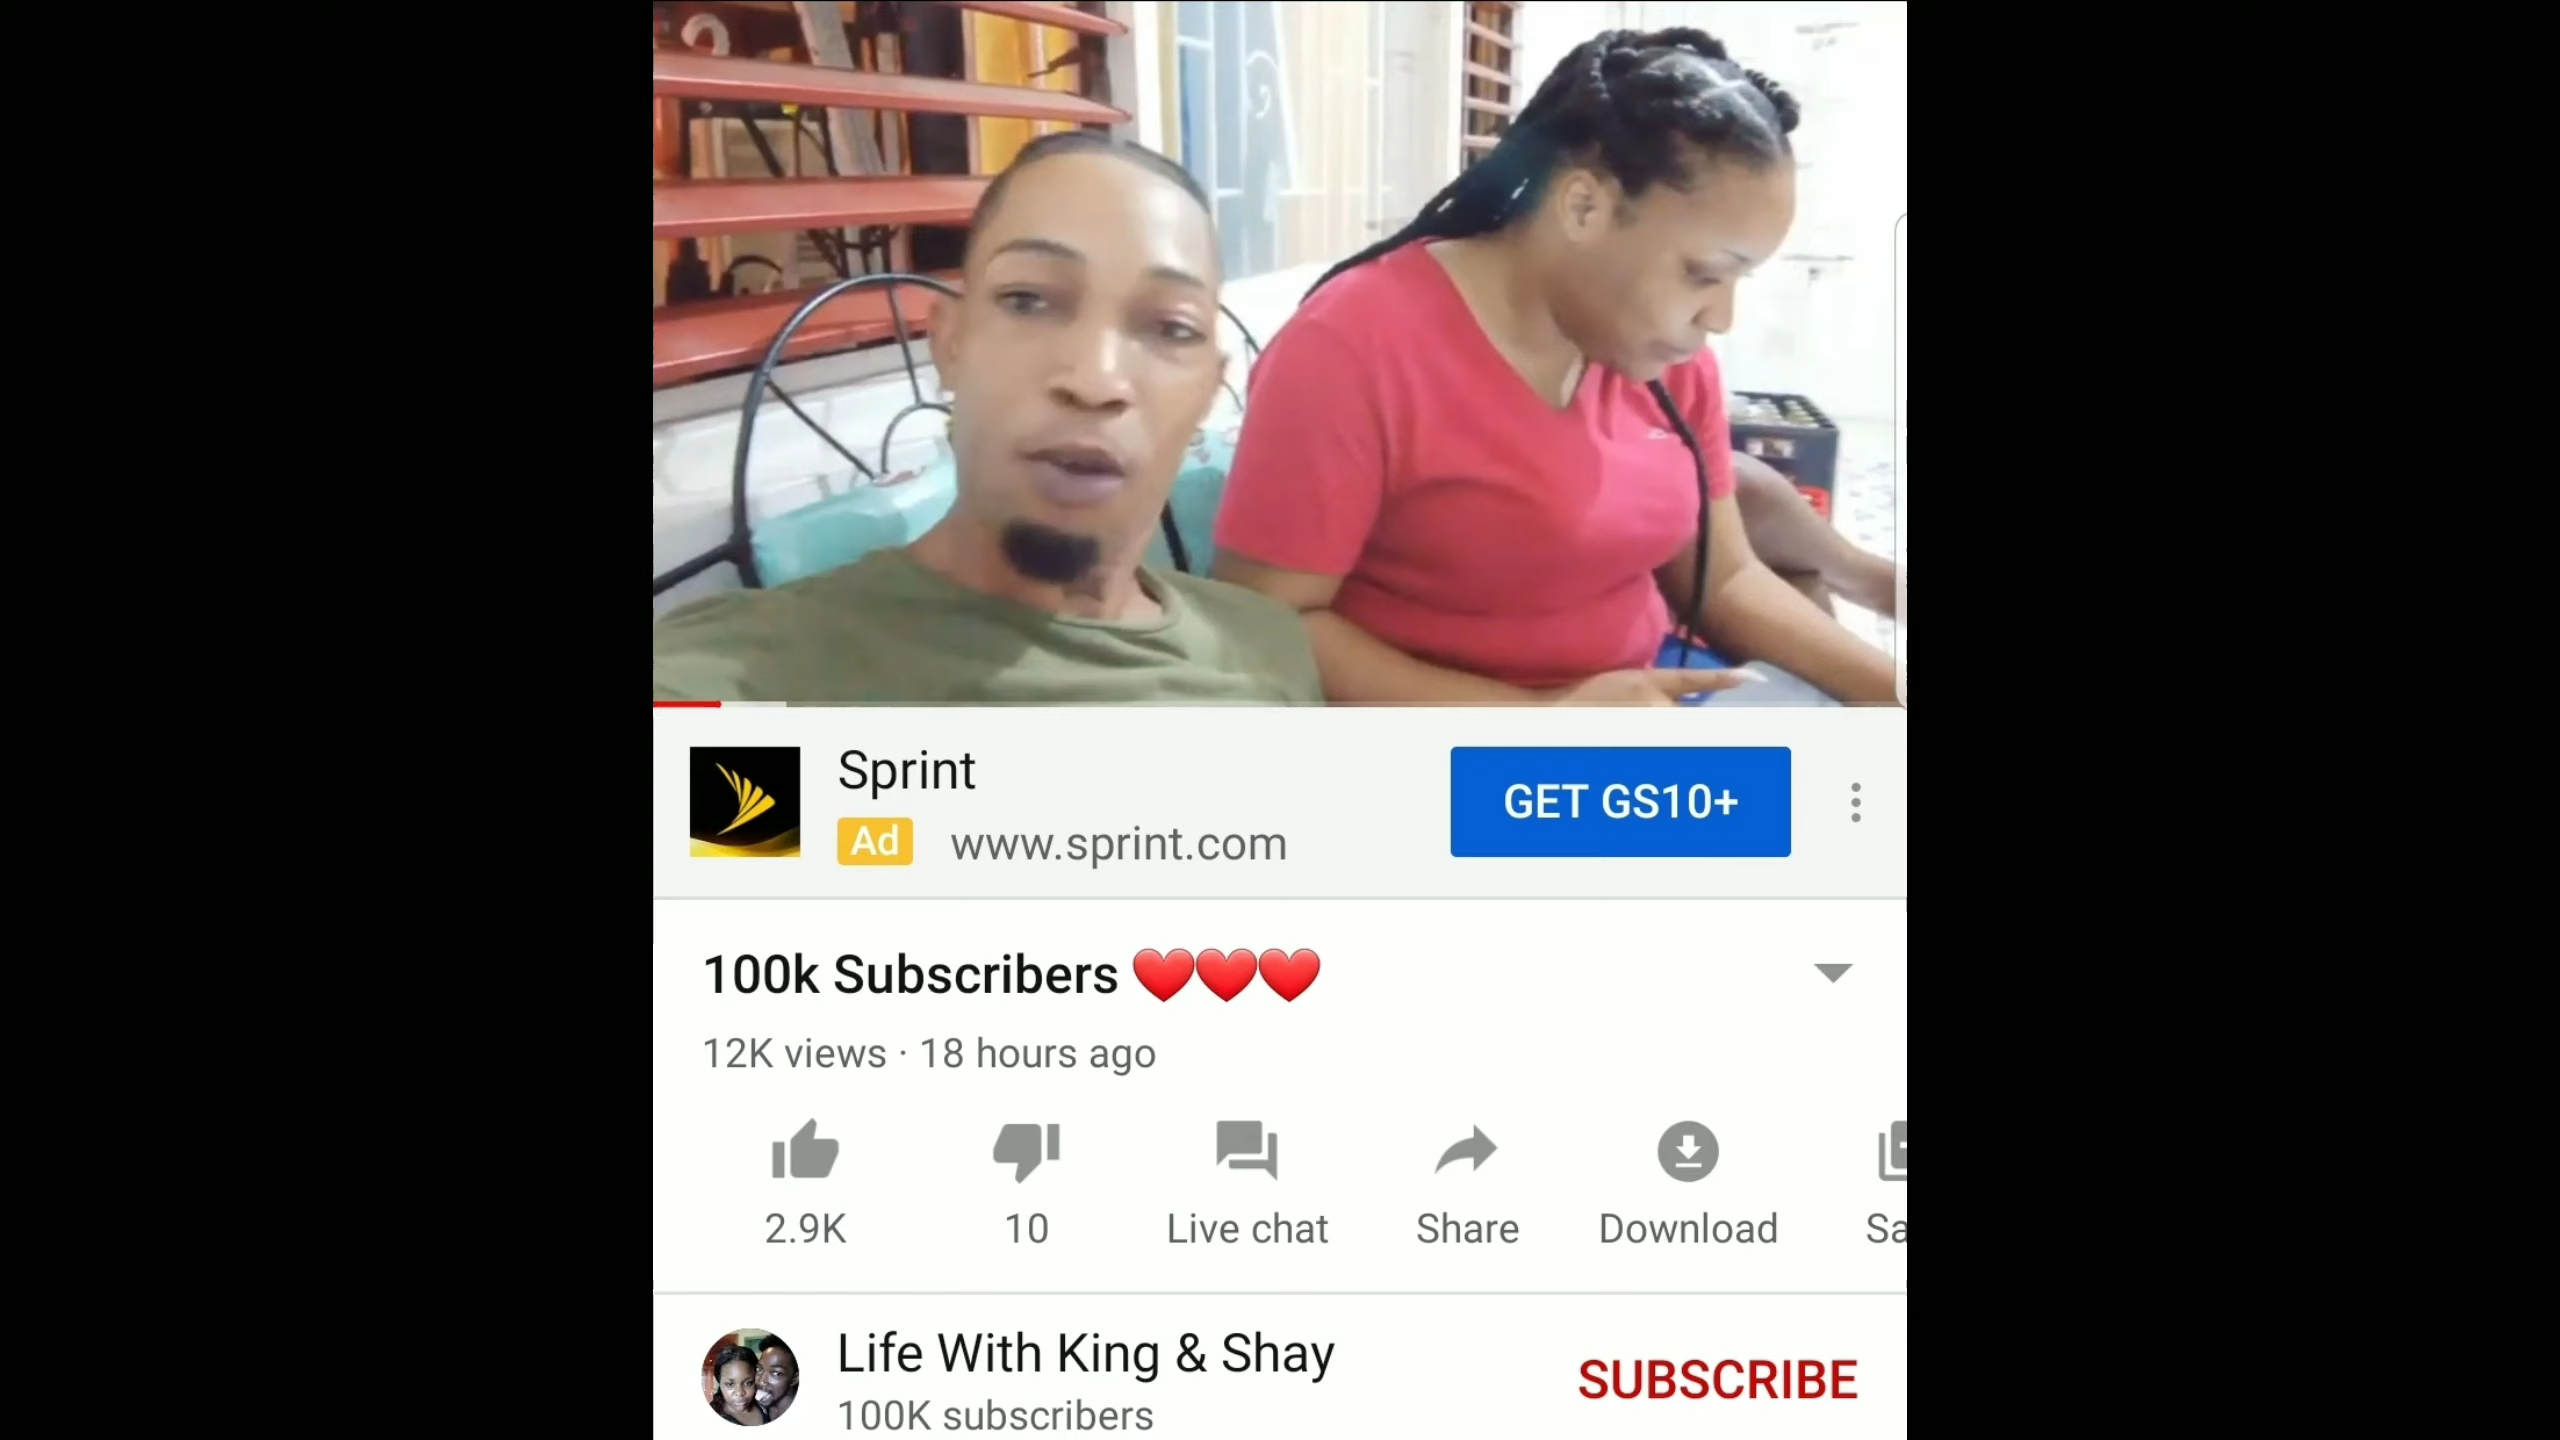 Sprint
Ad www.sprint.com
GET GS10+
100k Subscribers ❤️❤️❤️
12K views · 18 hours ago
2.9K
10
Live chat
Share
Download
Sa
Life With King & Shay
100K subscribers
SUBSCRIBE